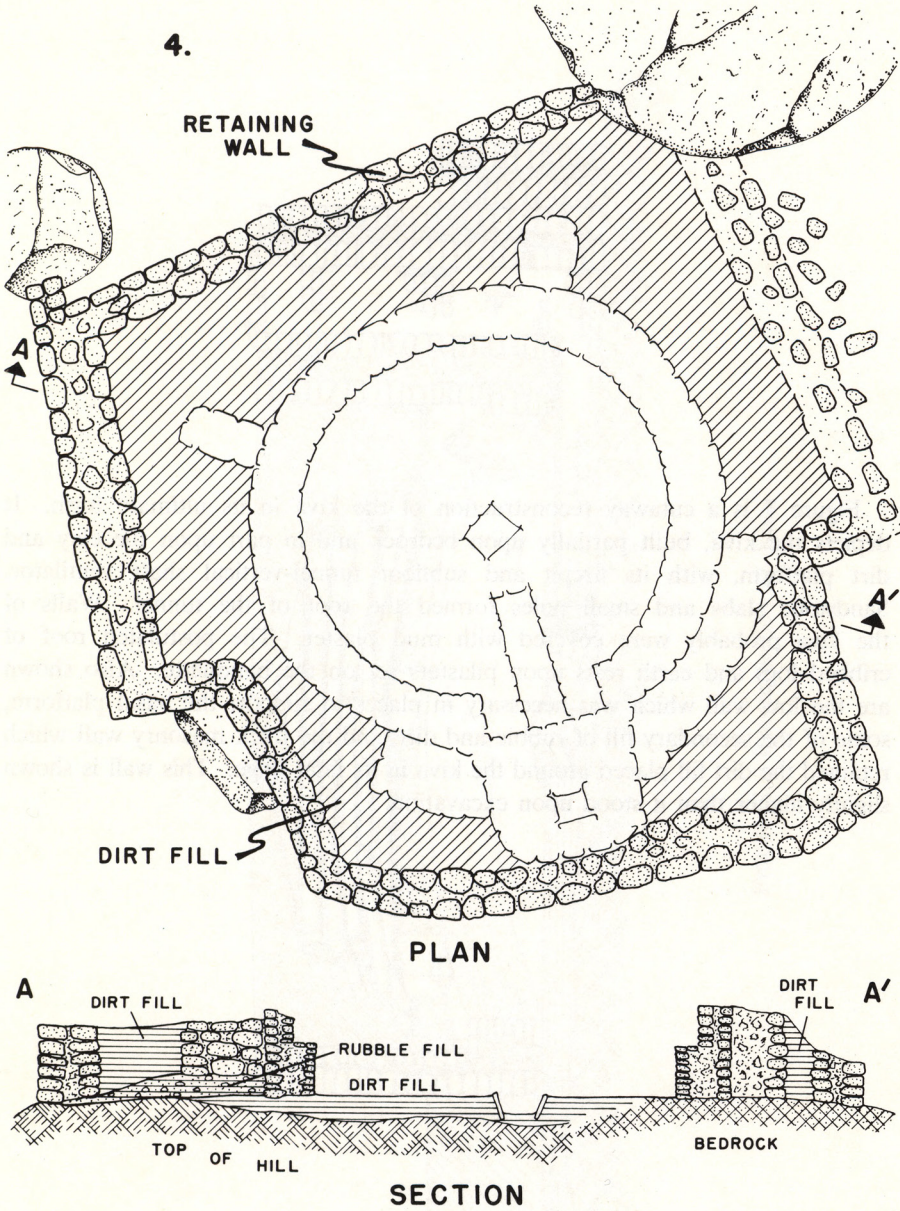 4.
RETAINING
WALL
A
A'
DIRT FILL
PLAN
A
DIRT FILL
RUBBLE FILL
DIRT FILL
DIRT
FILL
A'
TOP
OF
HILL
BEDROCK
SECTION